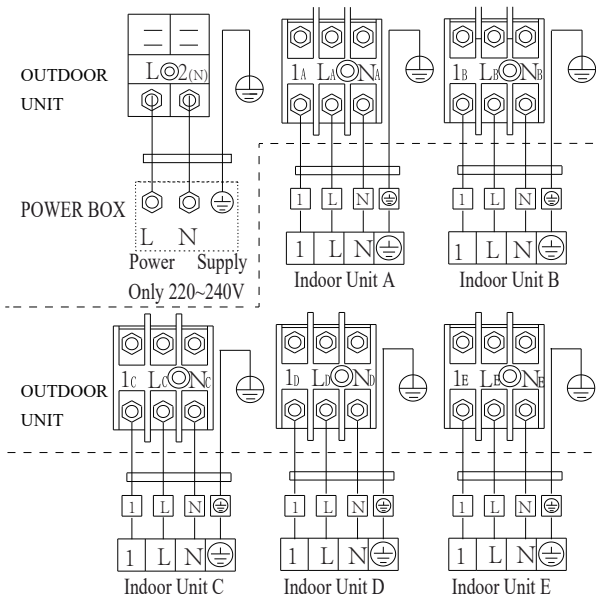 OUTDOOR
UNIT
L 2(N)
1A LA NA
1B LB NB
POWER BOX
L N
Power Supply
Only 220~240V
1 L N
1 L N
Indoor Unit A
1 L N
1 L N
Indoor Unit B
OUTDOOR
UNIT
1C LC NC
1D LD ND
1E LE NE
1 L N
1 L N
Indoor Unit C
1 L N
1 L N
Indoor Unit D
1 L N
1 L N
Indoor Unit E